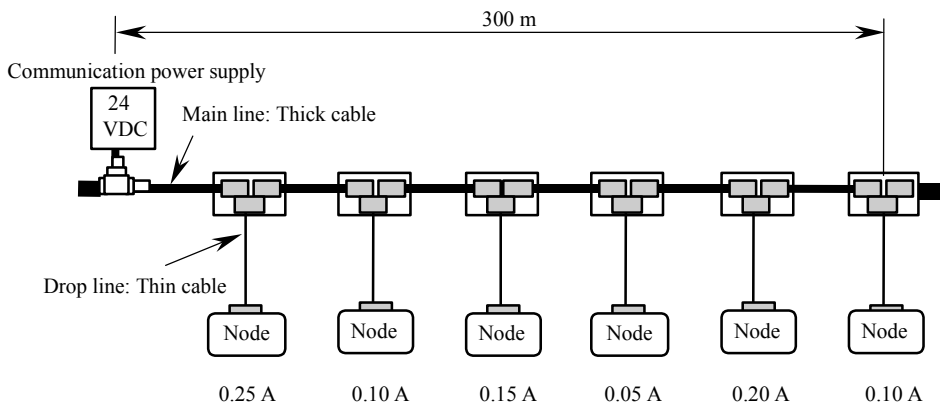 300 m
Communication power supply
24
VDC
Main line: Thick cable
Drop line: Thin cable
Node
Node
Node
Node
Node
Node
0.25 A
0.10 A
0.15 A
0.05 A
0.20 A
0.10 A